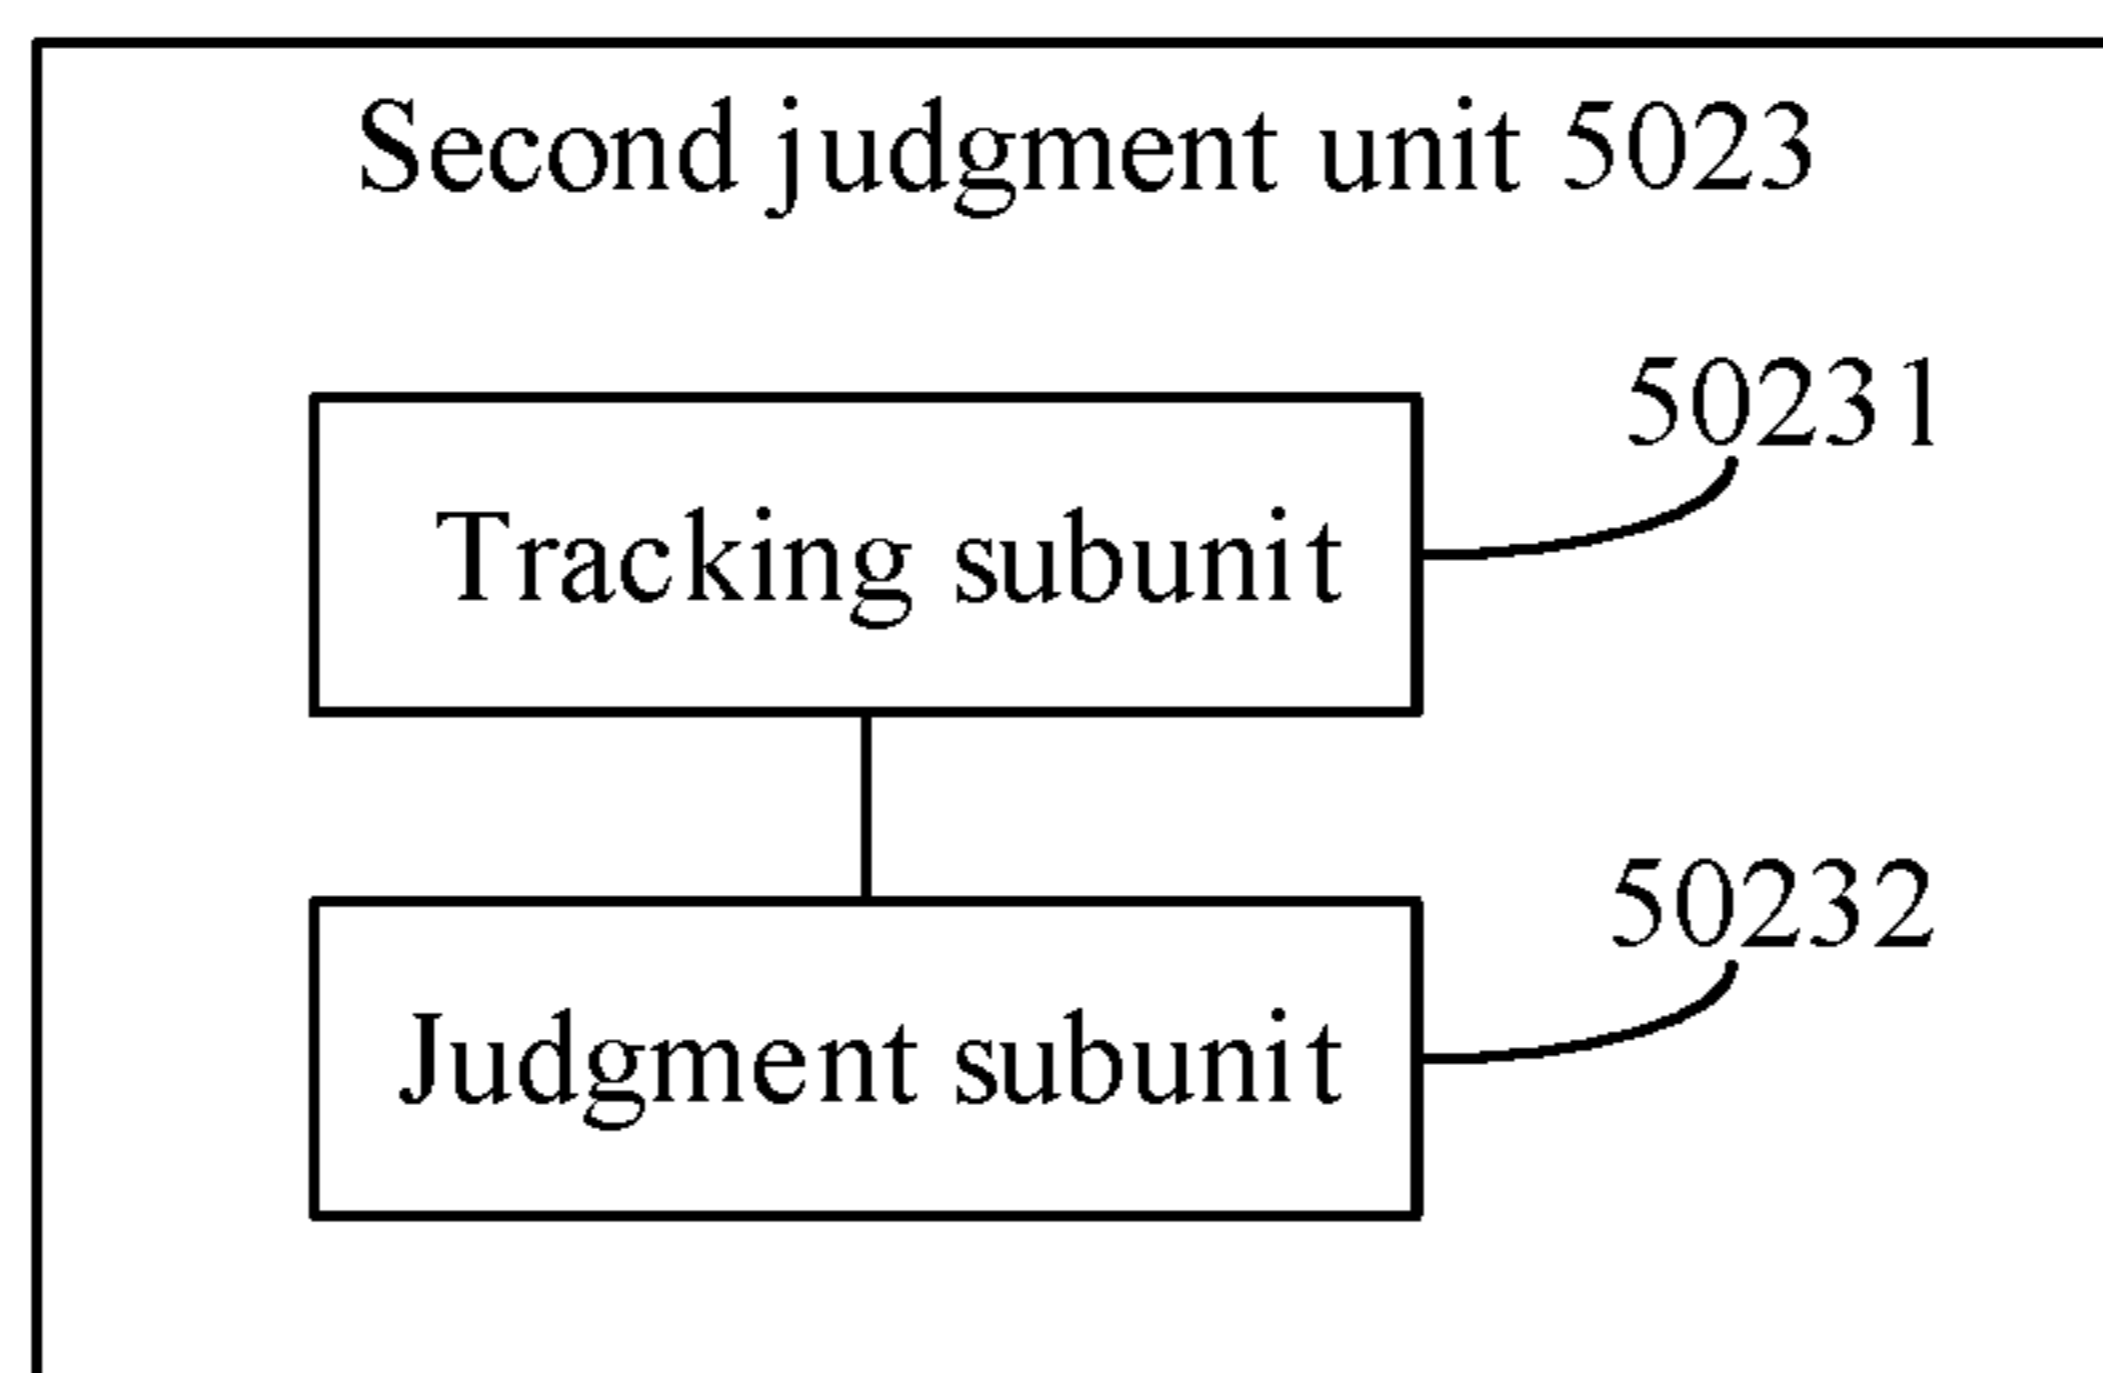 Second judgment unit 5023
50231
Tracking subunit
50232
Judgment subunit